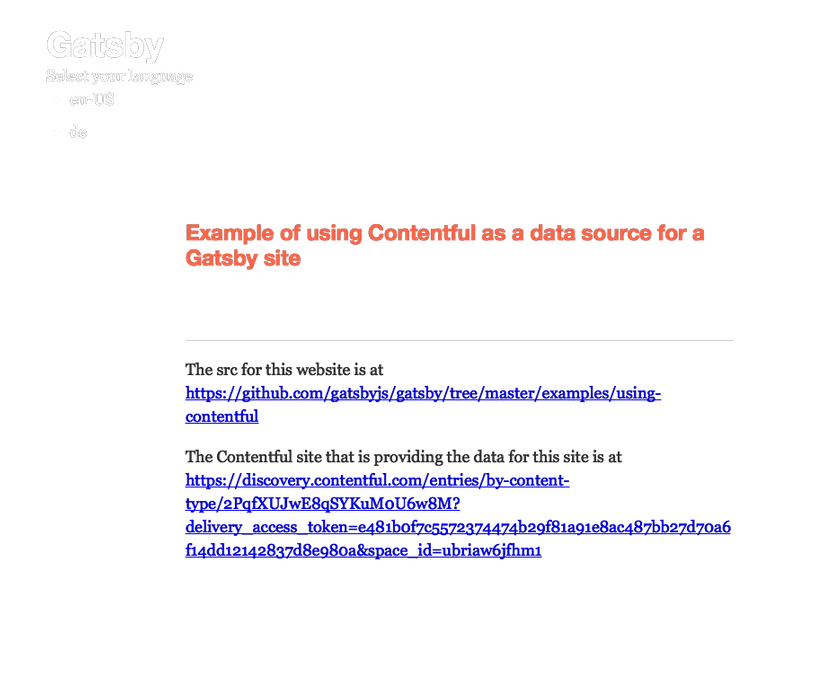 Gatsby
Select your language
en-US
de
Example of using Contentful as a data source for a
Gatsby site
The src for this website is at
https://github.com/gatsbyjs/gatsby/tree/master/examples/using-
contentful
The Contentful site that is providing the data for this site is at
https://discovery.contentful.com/entries/by-content-
type/2PqfXUJwE8qSYKuM0U6w8M?
delivery_access_token=e481b0f7c5572374474b29f81a91e8ac487bb27d70a6
f14dd12142837d8e980a&space_id=ubriaw6jfhm1